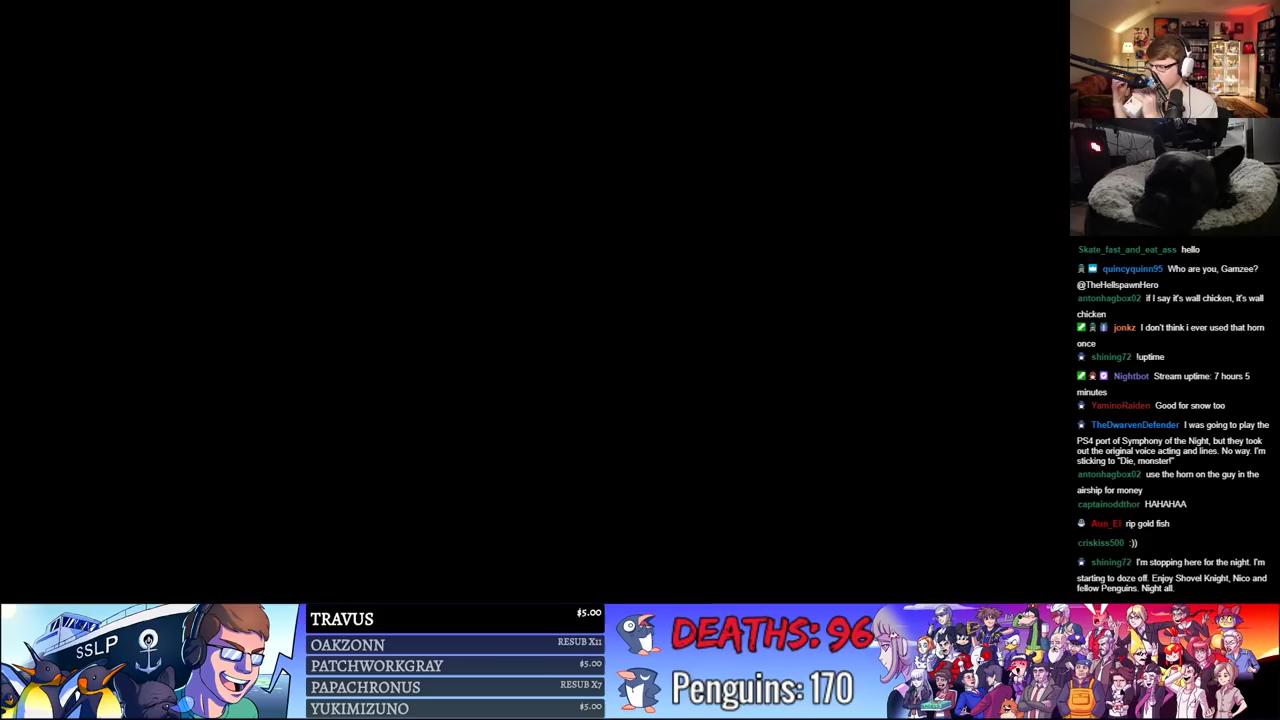 Skate_fast_and_eat_ass hello
quincyquinn95 Who are you, Gamzee?
@TheHellspawnHero
antonhagbox02 if I say it's wall chicken, it's wall
chicken
jonkz I don't think i ever used that horn
once
shining72 !uptime
Nightbot Stream uptime: 7 hours 5
minutes
YaminoRaiden Good for snow too
TheDwarvenDefender I was going to play the
PS4 port of Symphony of the Night, but they took
out the original voice acting and lines. No way. I'm
sticking to "Die, monster!"
antonhagbox02 use the horn on the guy in the
airship for money
captainoddthor HAHAHAA
Aun_El rip gold fish
criskiss500 :))
shining72 I'm stopping here for the night. I'm
starting to doze off. Enjoy Shovel Knight, Nico and
fellow Penguins. Night all.
SSLP
TRAVUS $5.00
OAKZONN RESUB X11
PATCHWORKGRAY $5.00
PAPACHRONUS RESUB X7
YUKIMIZUNO $5.00
DEATHS: 96
Penguins: 170